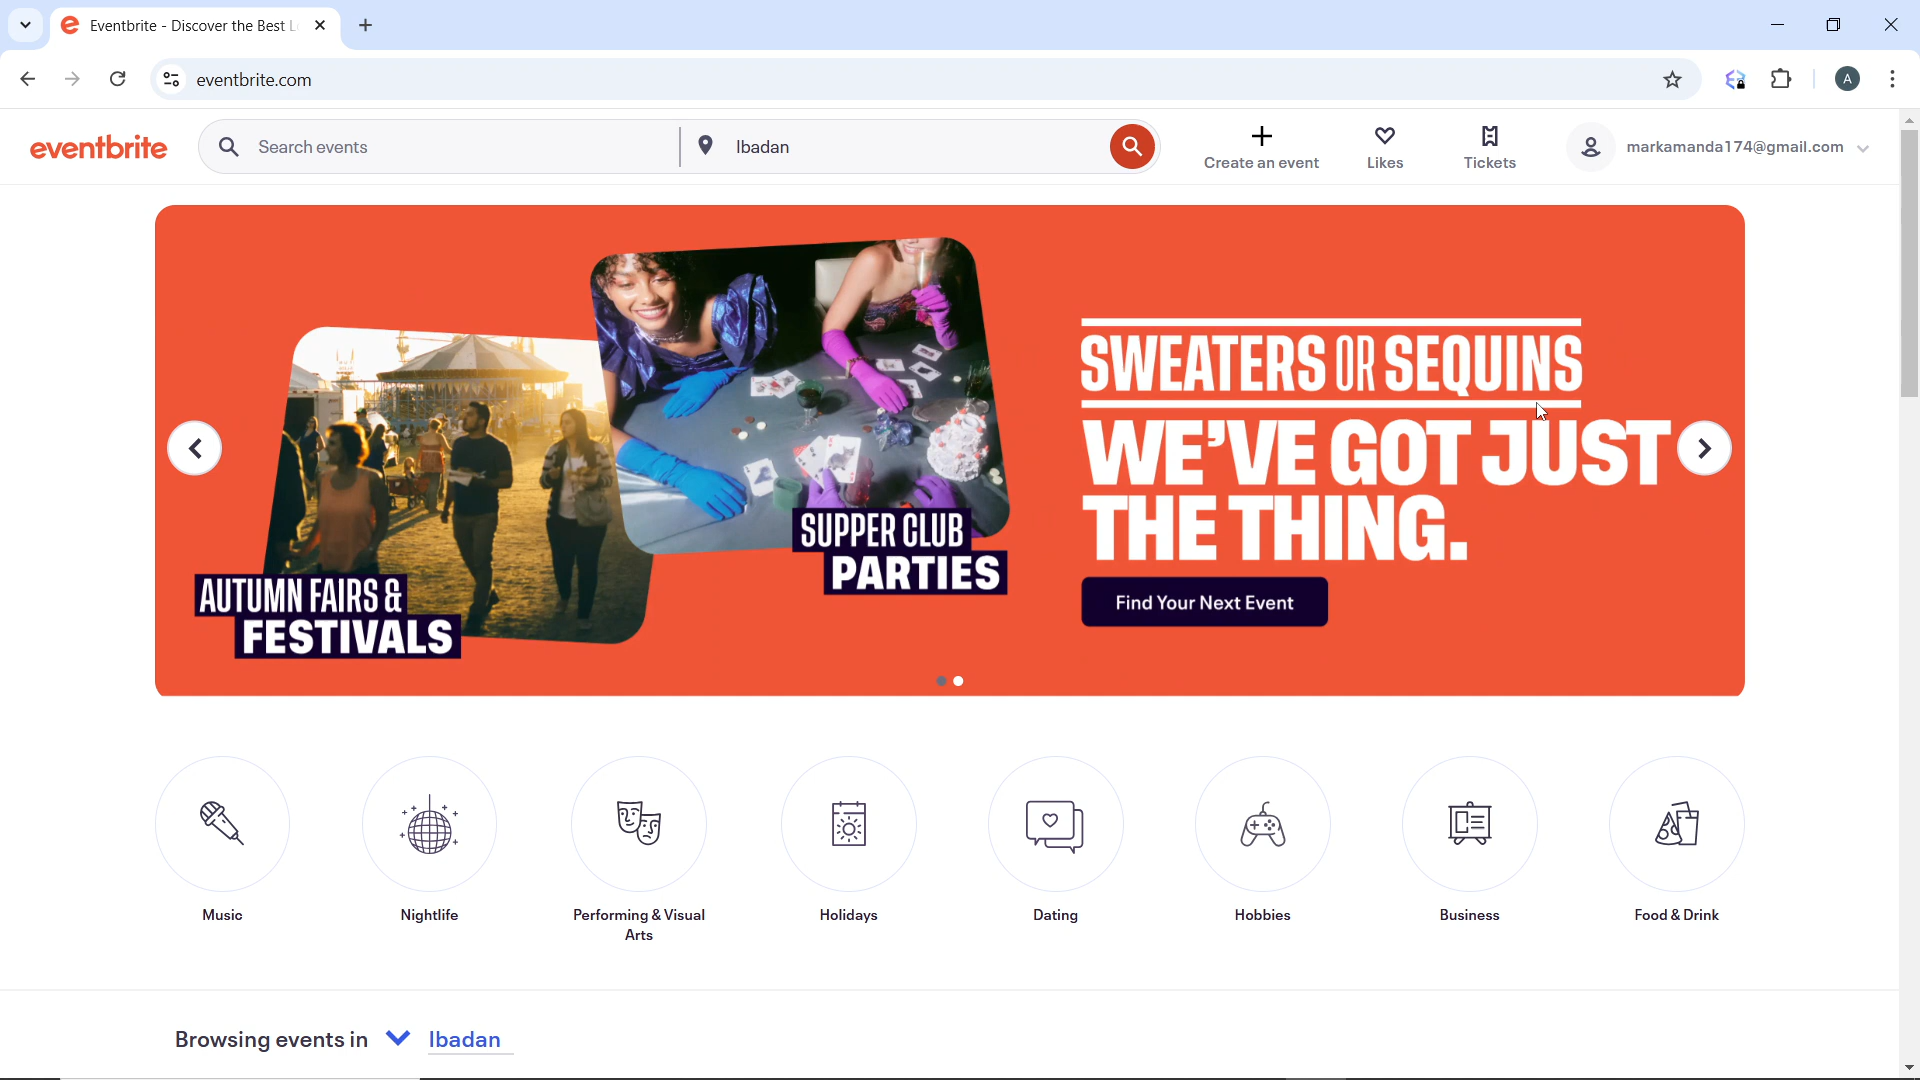 Eventbrite - Discover the Best L
eventbrite.com
A
eventbrite
Search events
Ibadan
Create an event
Likes
Tickets
markamanda174@gmail.com
SWEATERS OR SEQUINS
WE'VE GOT JUST
THE THING.
SUPPER CLUB
PARTIES
AUTUMN FAIRS &
FESTIVALS
Find Your Next Event
Music
Nightlife
Performing & Visual
Arts
Holidays
Dating
Hobbies
Business
Food & Drink
Browsing events in Ibadan